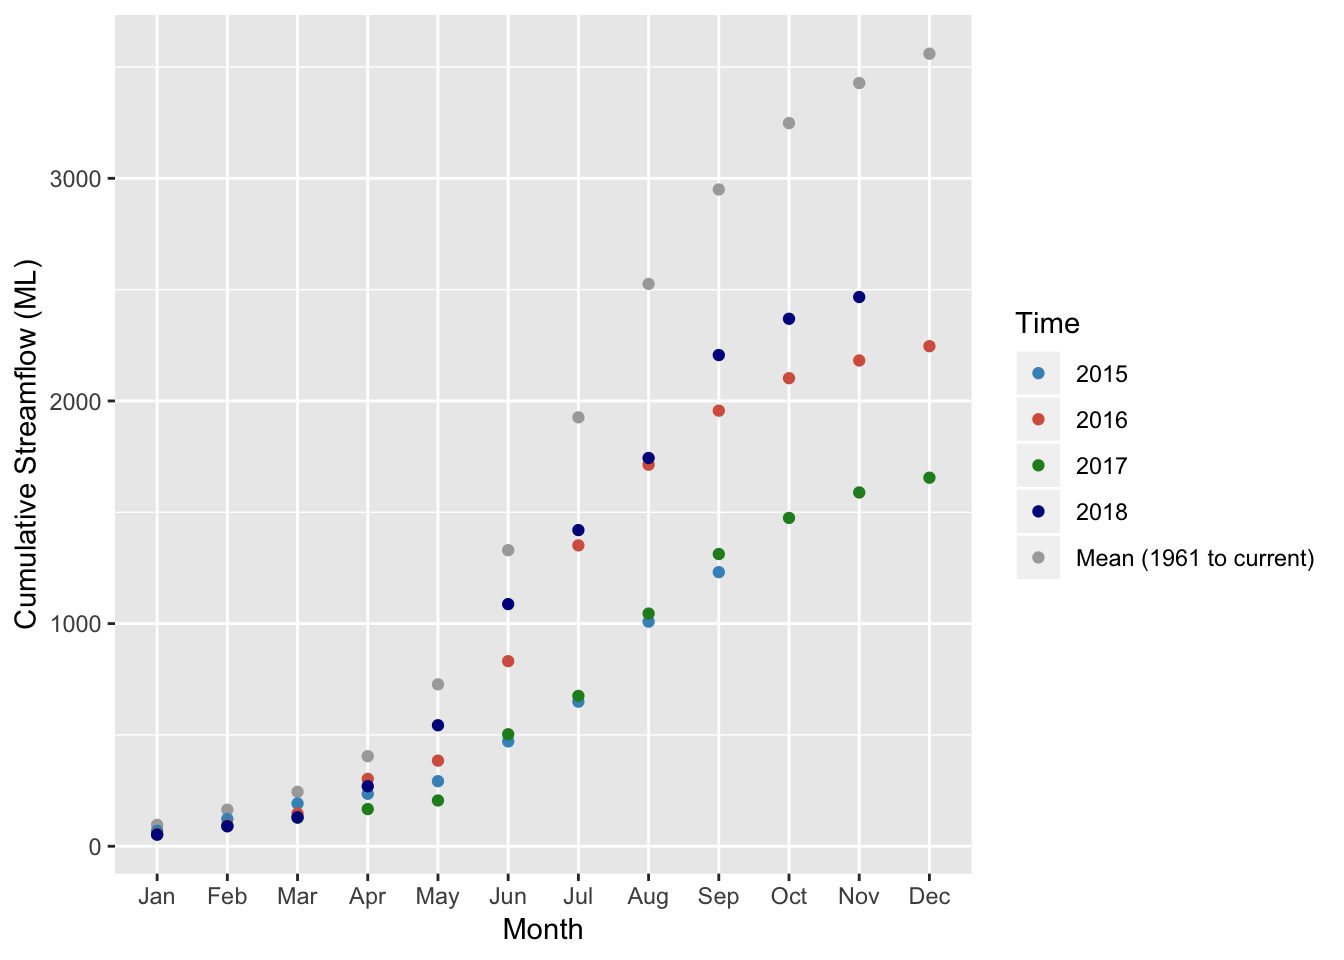 Cumulative Streamflow (ML)
3000
2000
1000
0
Jan Feb Mar Apr May Jun Jul Aug Sep Oct Nov Dec
Month
Time
2015
2016
2017
2018
Mean (1961 to current)